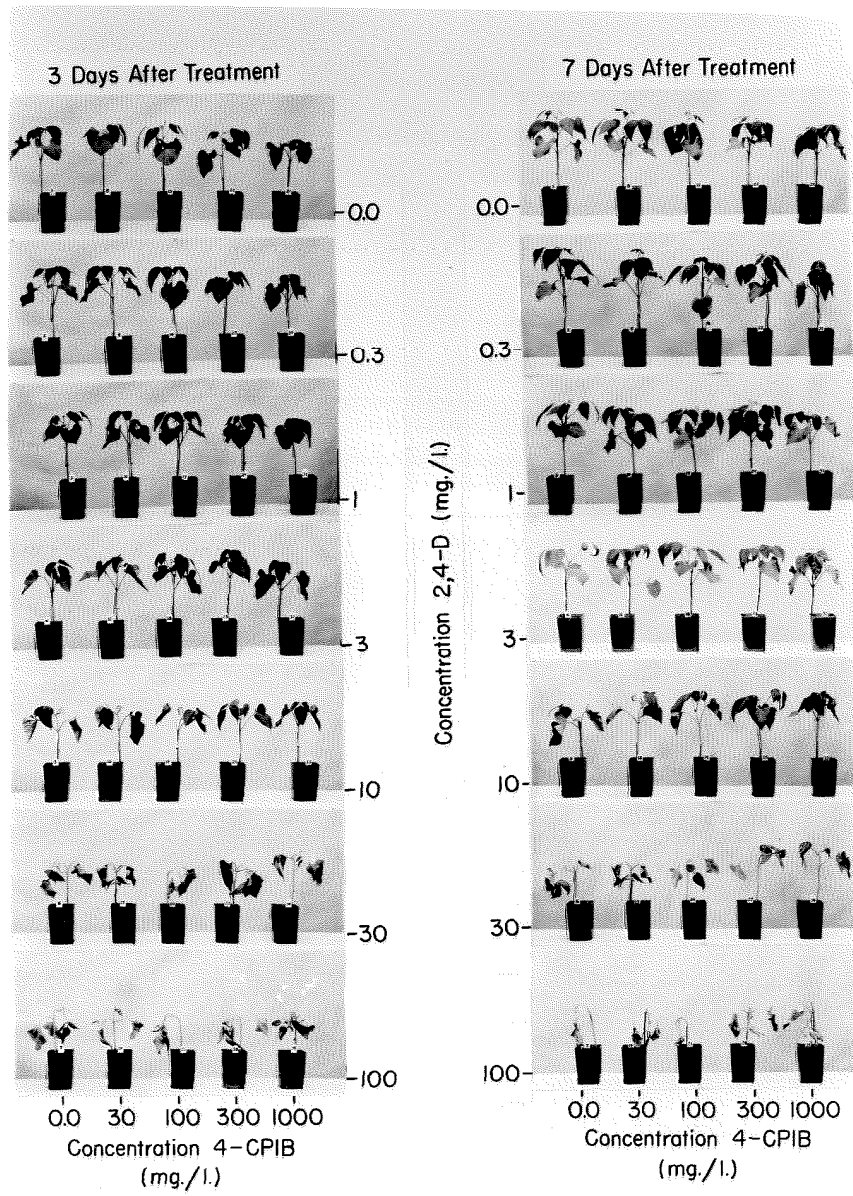 3 Days After Treatment
0.0
0.3
1
3
10
30
100
0.0 30 100 300 1000
Concentration 4-CPIB
(mg./l.)
Concentration 2,4-D (mg./l.)
7 Days After Treatment
0.0
0.3
1
3
10
30
100
0.0 30 100 300 1000
Concentration 4-CPIB
(mg./l.)